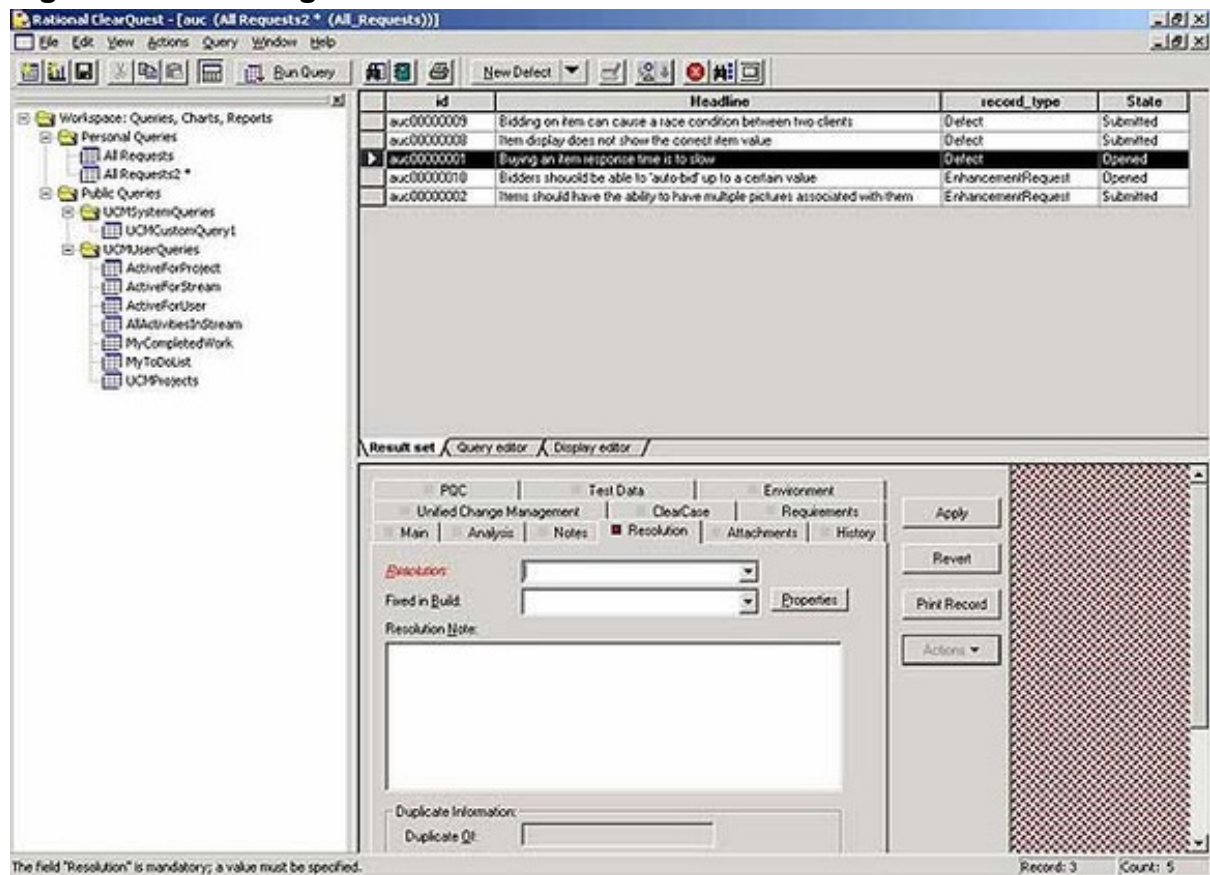 Rational ClearQuest - [auc (All Requests2 * (All_Requests))]
File Edit View Actions Query Window Help
Run Query New Defect
Workspace: Queries, Charts, Reports
Personal Queries
All Requests
All Requests2 *
Public Queries
UCMSystemQueries
UCMCustomQuery1
UCMUserQueries
ActiveForProject
ActiveForStream
ActiveForUser
AllActivitiesInStream
MyCompletedWork
MyToDoList
UCMProjects
id Headline record_type State
auc00000009 Bidding on item can cause a race condition between two clients Defect Submitted
auc00000008 Item display does not show the correct item value Defect Submitted
auc00000001 Buying an item response time is to slow Defect Opened
auc00000010 Bidders shouold be able to 'auto-bid' up to a certain value EnhancementRequest Opened
auc00000002 Items should have the ability to have multiple pictures associated with them EnhancementRequest Submitted
Result set Query editor Display editor
PQC Test Data Environment
Unified Change Management ClearCase Requirements
Main Analysis Notes Resolution Attachments History
Resolution:
Fixed in Build: Properties
Resolution Note:
Duplicate Information:
Duplicate Of:
Apply
Revert
Print Record
Actions
The field "Resolution" is mandatory; a value must be specified.
Record: 3 Count: 5